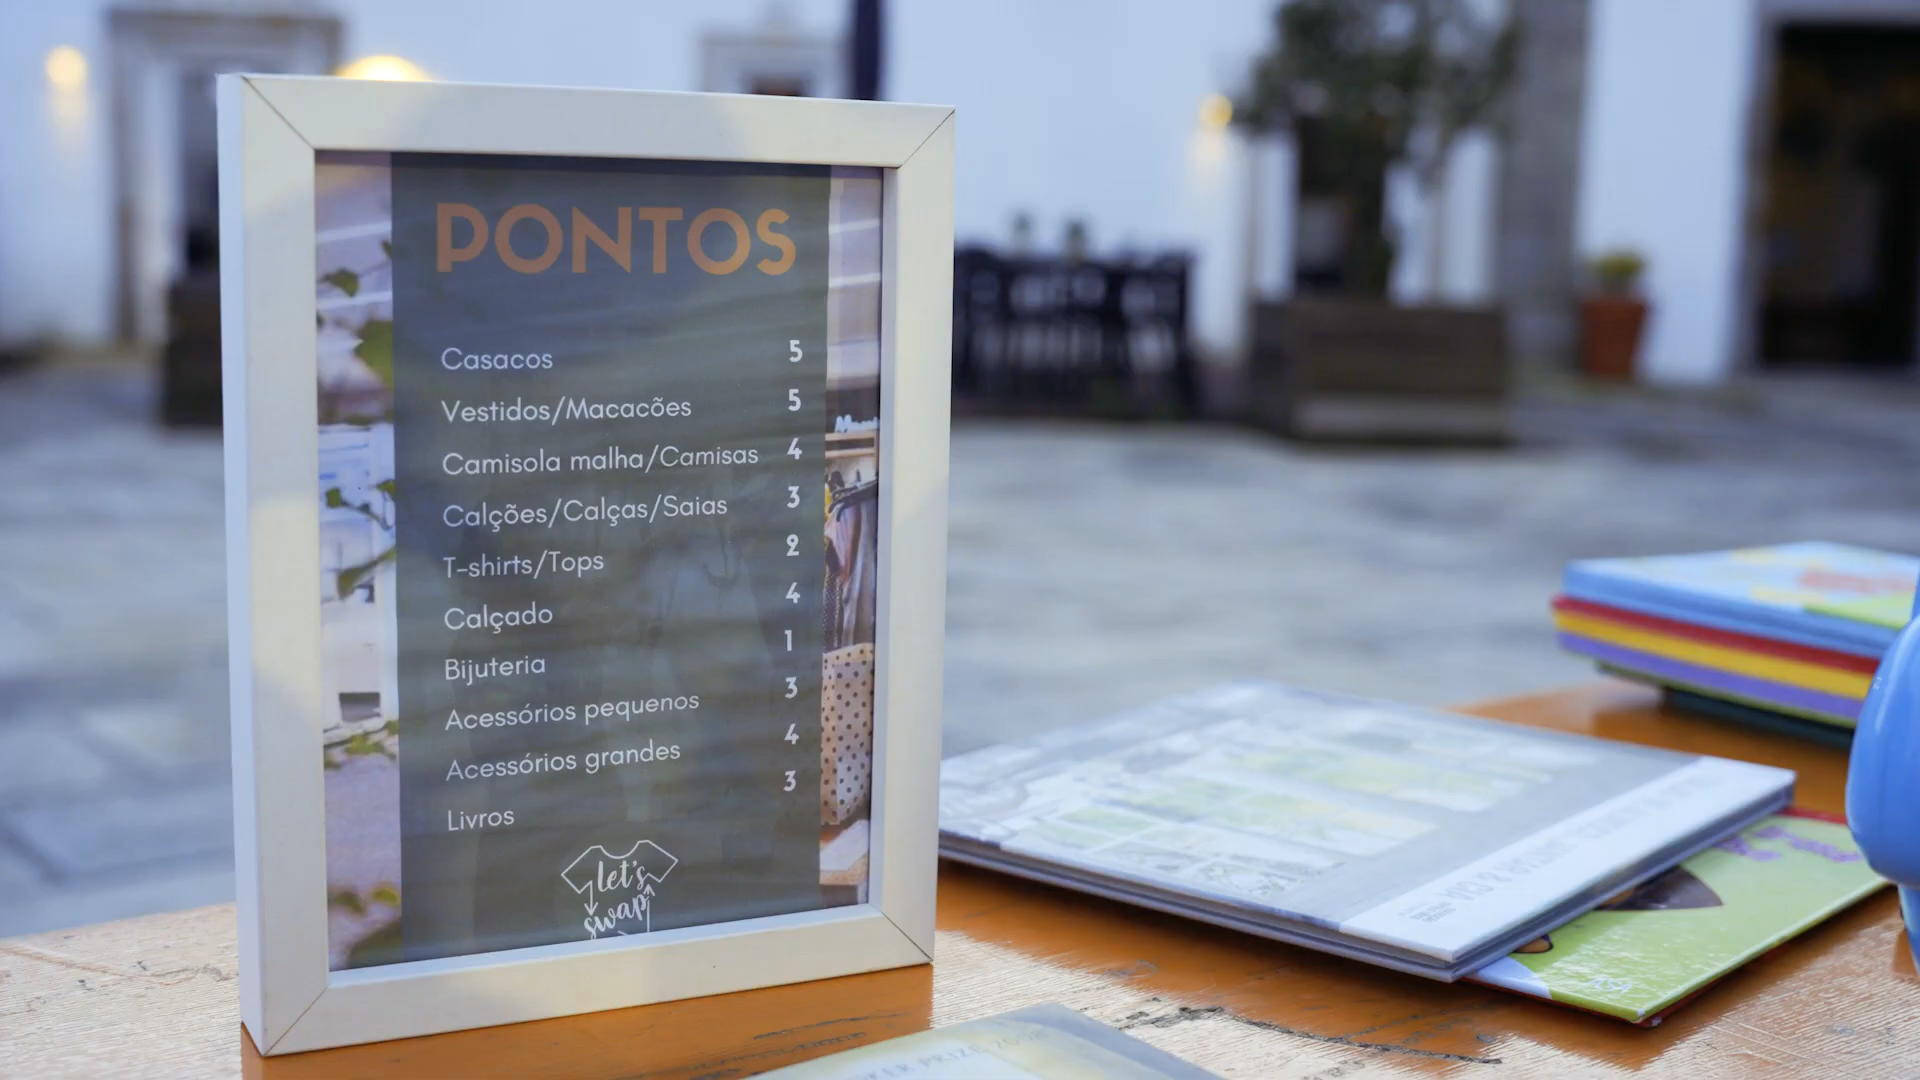 PONTOS
Casacos 5
Vestidos/Macacões 5
Camisola malha/Camisas 4
Calções/Calças/Saias 3
T-shirts/Tops 2
Calçado 4
Bijuteria 1
Acessórios pequenos 3
Acessórios grandes 4
Livros 3
let's
swap
PRIZE